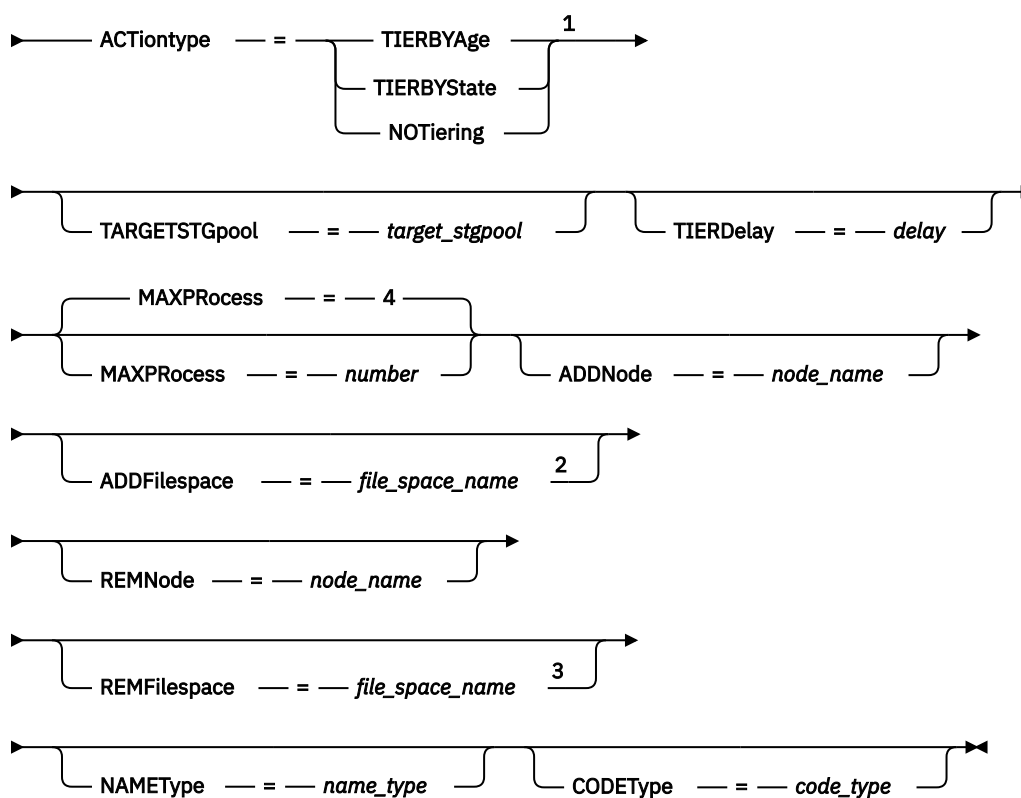 1
ACTiontype = TIERBYAge
TIERBYState
NOTiering
TARGETSTGpool = target_stgpool TIERDelay = delay
MAXPRocess = 4
MAXPRocess = number ADDNode = node_name
2
ADDFilespace = file_space_name
REMNode = node_name
3
REMFilespace = file_space_name
NAMEType = name_type CODEType = code_type